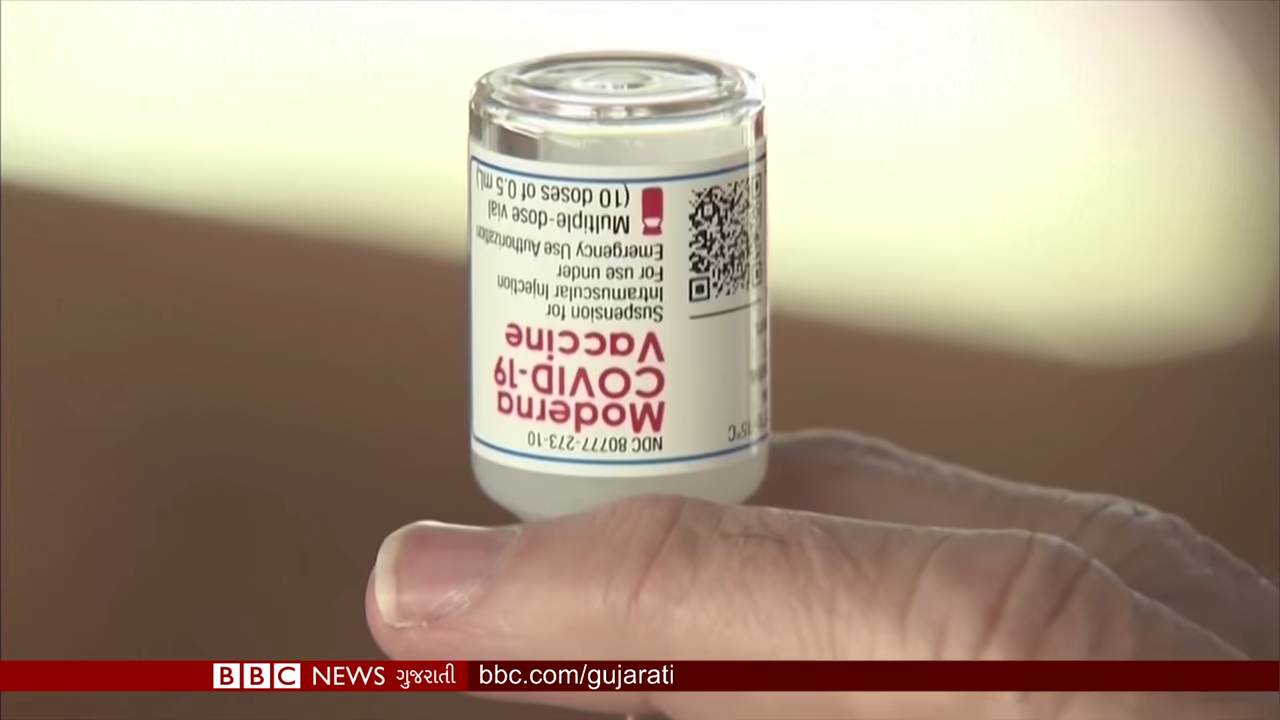 NDC 80777-273-10
Moderna
COVID-19
Vaccine
Suspension for
Intramuscular Injection
For use under
Emergency Use Authorization
Multiple-dose vial
(10 doses of 0.5 mL)
BBC NEWS ગુજરાતી
bbc.com/gujarati